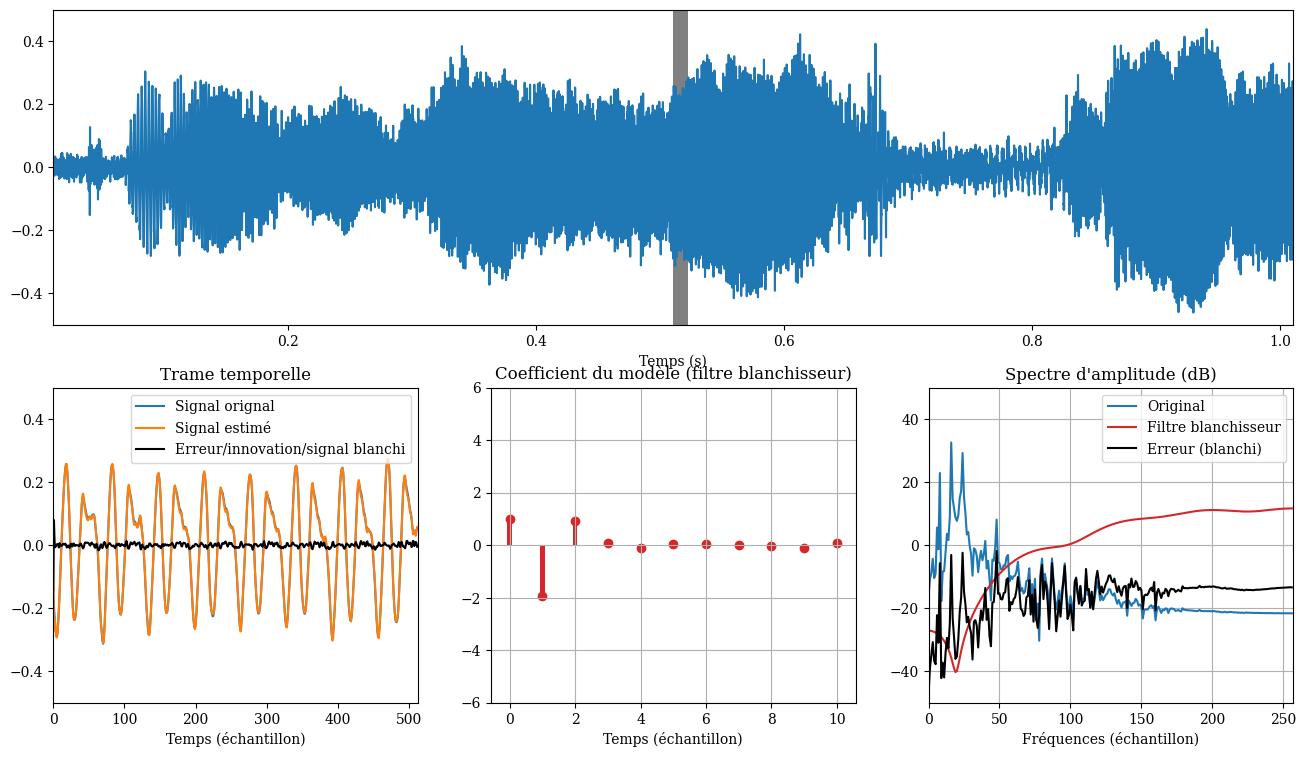 0.4
0.2
0.0
−0.2
−0.4
0.2 0.4 0.6 0.8 1.0
Temps (s)
Trame temporelle
Signal orignal
Signal estimé
Erreur/innovation/signal blanchi
0.4
0.2
0.0
−0.2
−0.4
0 100 200 300 400 500
Temps (échantillon)
Coefficient du modèle (filtre blanchisseur)
6
4
2
0
−2
−4
−6
0 2 4 6 8 10
Temps (échantillon)
Spectre d'amplitude (dB)
Original
Filtre blanchisseur
Erreur (blanchi)
40
20
0
−20
−40
0 50 100 150 200 250
Fréquences (échantillon)